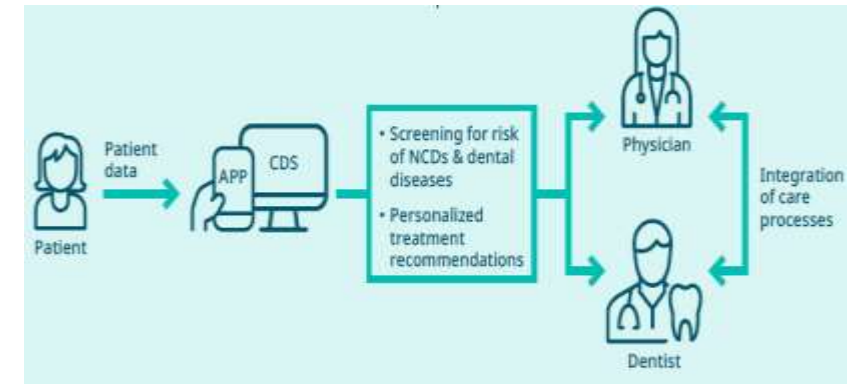 Patient
data
Patient
APP
CDS
• Screening for risk
of NCDs & dental
diseases
• Personalized
treatment
recommendations
Physician
Dentist
Integration
of care
processes